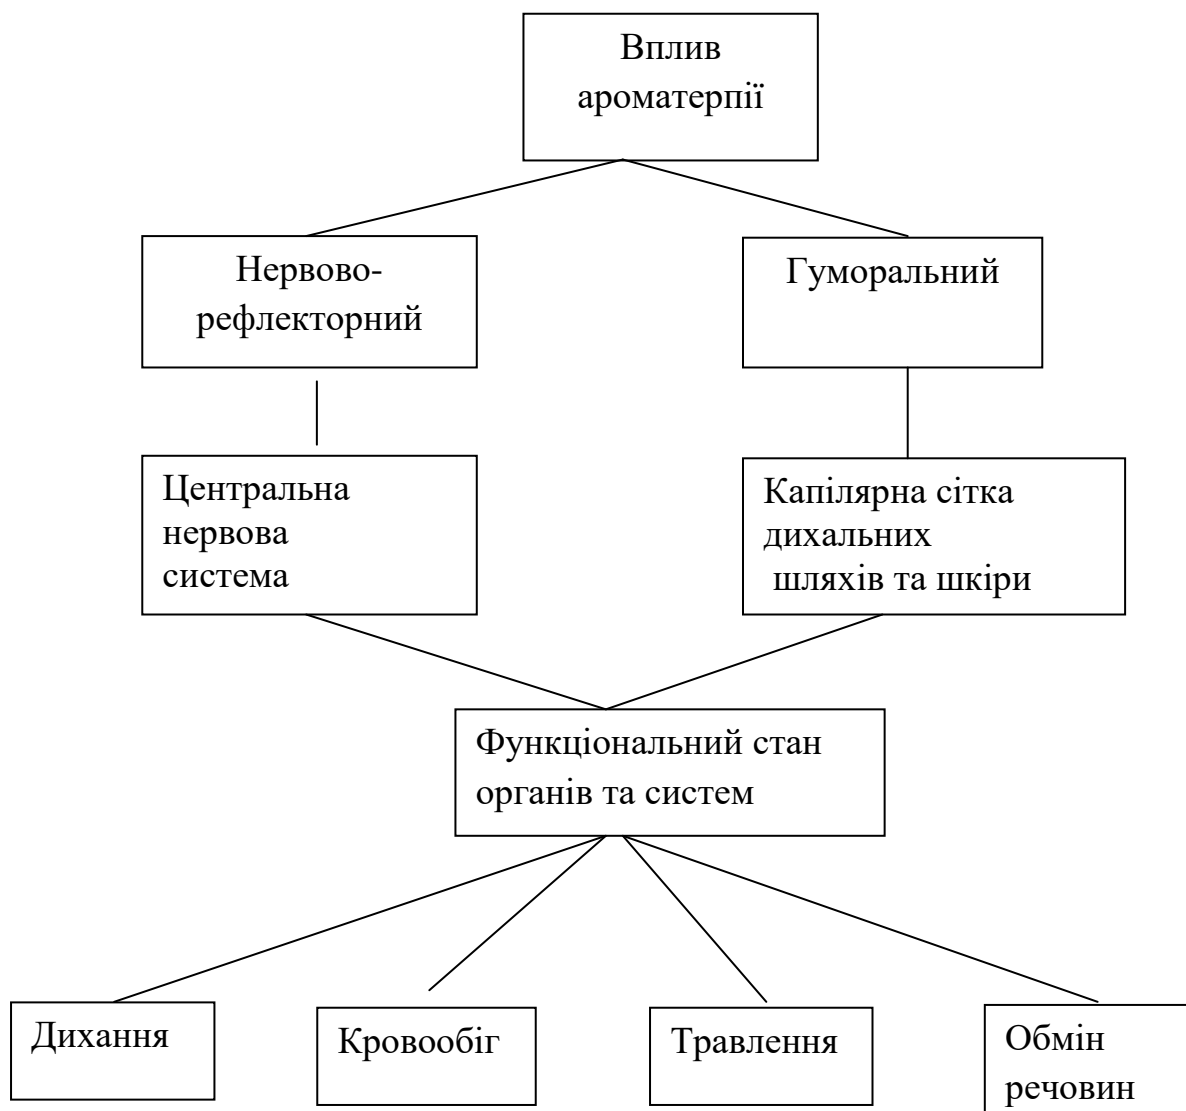 Вплив
ароматерпії
Нервово-
рефлекторний
Гуморальний
Центральна
нервова
система
Капілярна сітка
дихальних
шляхів та шкіри
Функціональний стан
органів та систем
Дихання
Кровообіг
Травлення
Обмін
речовин